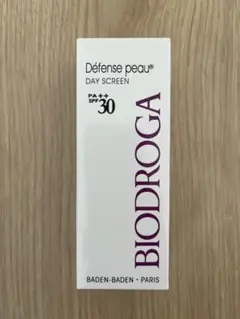 Défense peau®
DAY SCREEN
PA++
SPF 30
BIODROGA
BADEN-BADEN • PARIS